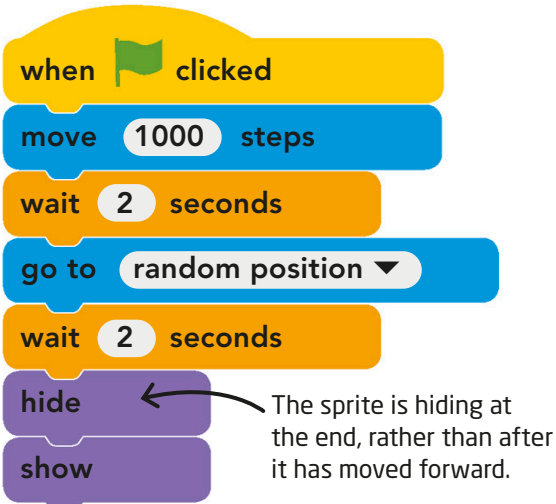 when clicked
move 1000 steps
wait 2 seconds
go to random position
wait 2 seconds
hide
The sprite is hiding at
the end, rather than after
it has moved forward.
show